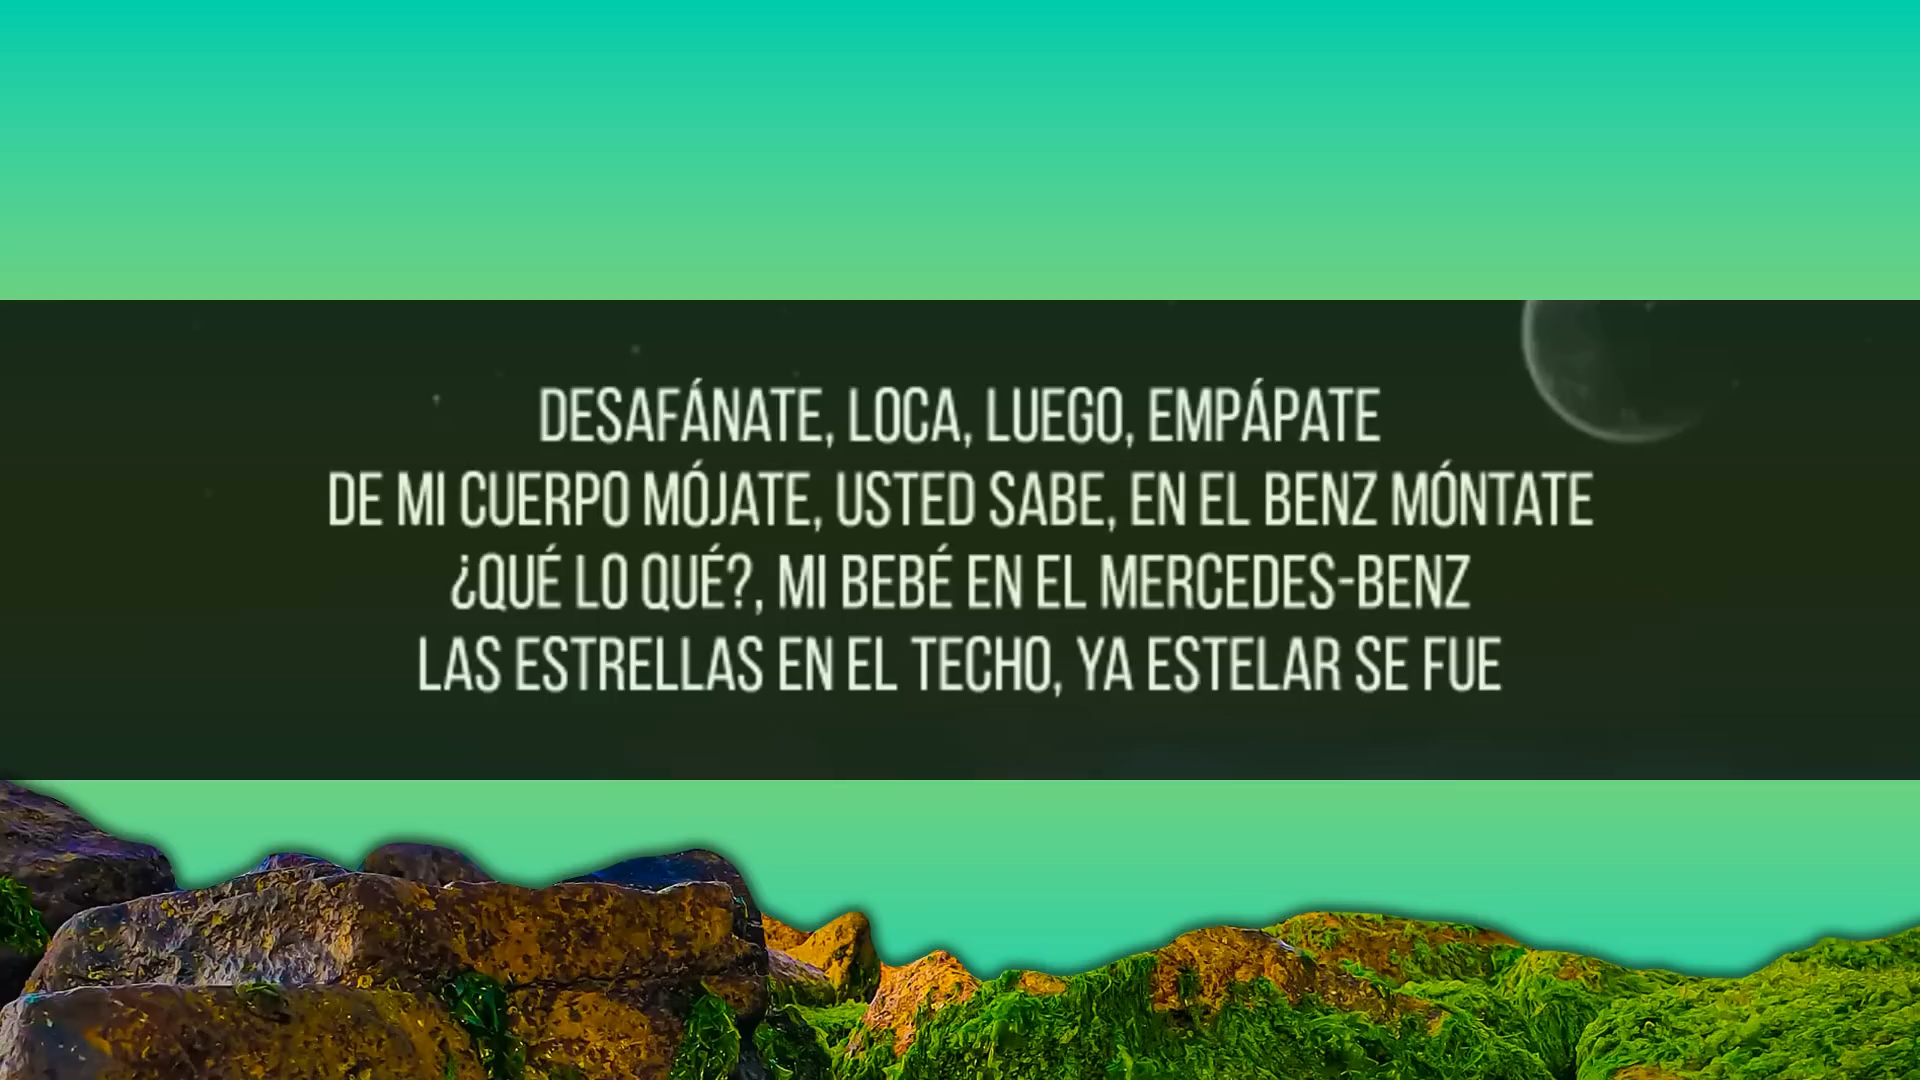 DESAFÁNATE, LOCA, LUEGO, EMPÁPATE
DE MI CUERPO MÓJATE, USTED SABE, EN EL BENZ MÓNTATE
¿QUÉ LO QUÉ?, MI BEBÉ EN EL MERCEDES-BENZ
LAS ESTRELLAS EN EL TECHO, YA ESTELAR SE FUE